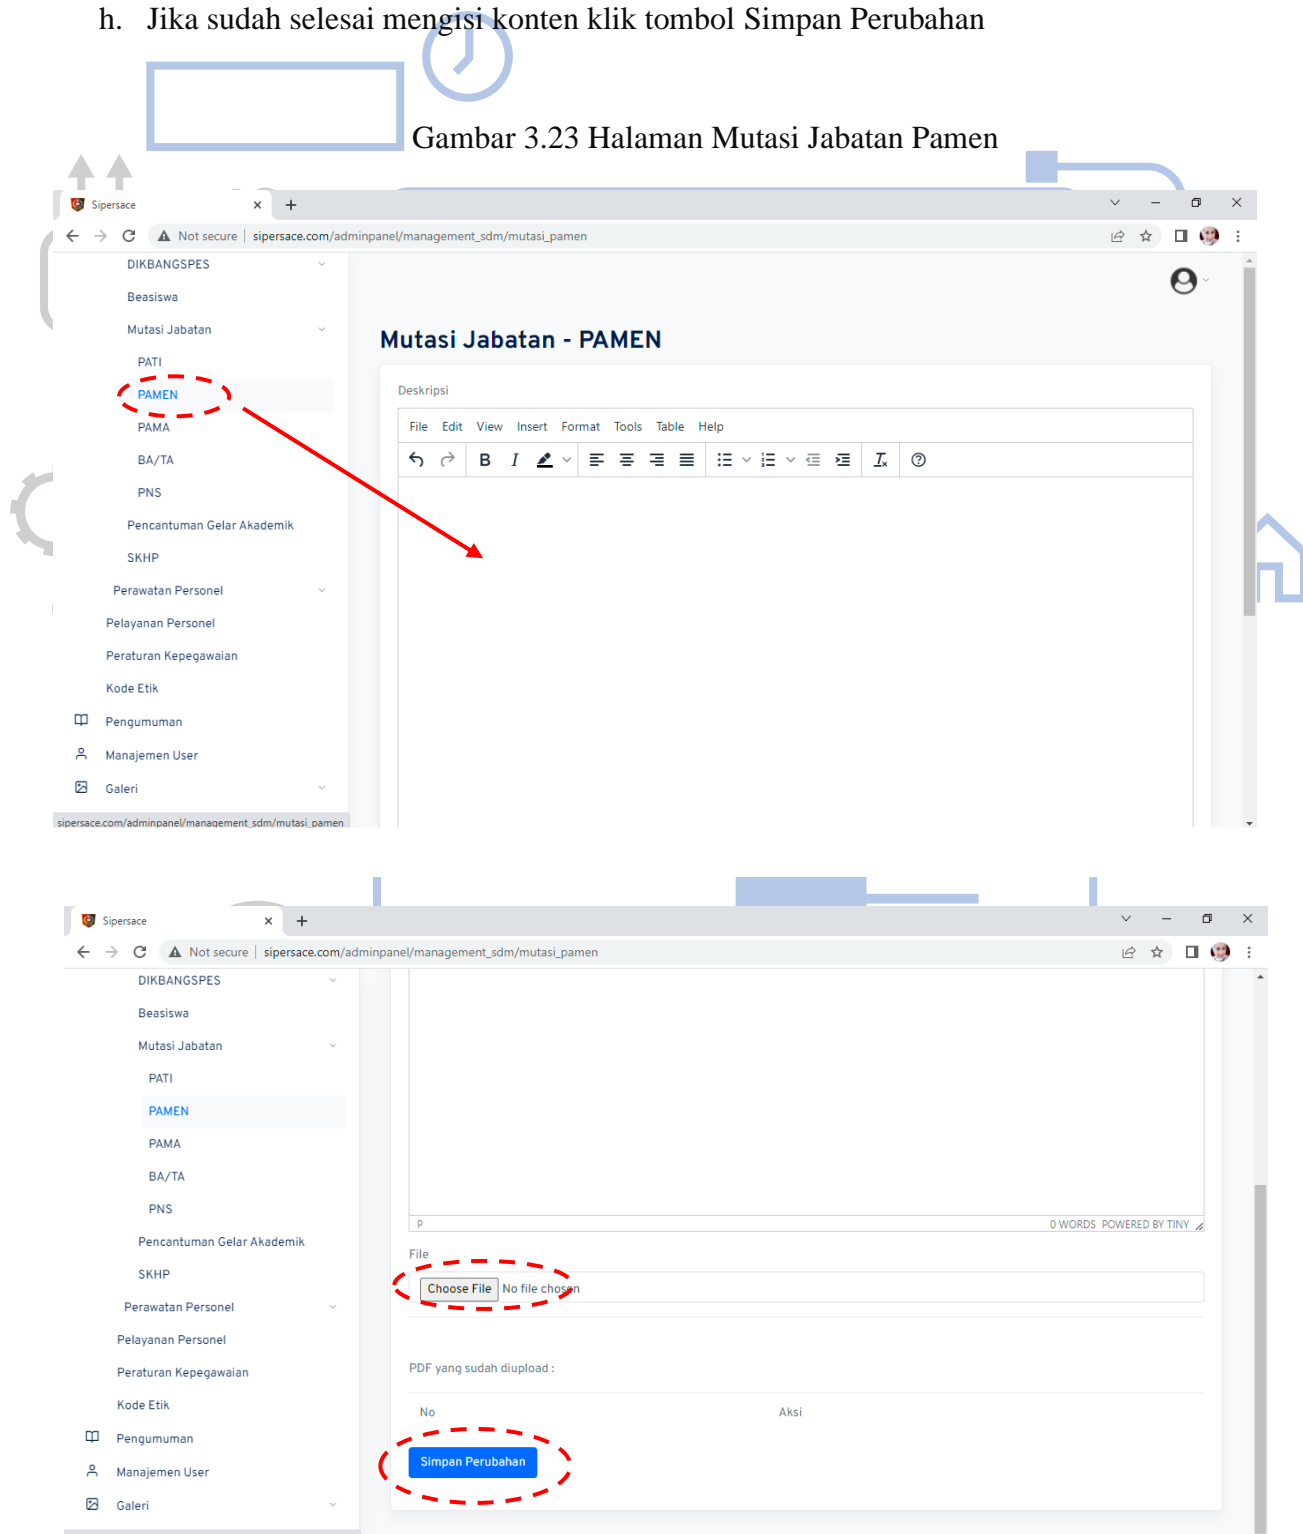 h. Jika sudah selesai mengisi konten klik tombol Simpan Perubahan
Gambar 3.23 Halaman Mutasi Jabatan Pamen
Sipersace
Not secure | sipersace.com/adminpanel/management_sdm/mutasi_pamen
DIKBANGSPES
Beasiswa
Mutasi Jabatan
PATI
PAMEN
PAMA
BA/TA
PNS
Pencantuman Gelar Akademik
SKHP
Perawatan Personel
Pelayanan Personel
Peraturan Kepegawaian
Kode Etik
Pengumuman
Manajemen User
Galeri
sipersace.com/adminpanel/management_sdm/mutasi_pamen
Mutasi Jabatan - PAMEN
Deskripsi
File Edit View Insert Format Tools Table Help
B I
Sipersace
Not secure | sipersace.com/adminpanel/management_sdm/mutasi_pamen
DIKBANGSPES
Beasiswa
Mutasi Jabatan
PATI
PAMEN
PAMA
BA/TA
PNS
Pencantuman Gelar Akademik
SKHP
Perawatan Personel
Pelayanan Personel
Peraturan Kepegawaian
Kode Etik
Pengumuman
Manajemen User
Galeri
P 0 WORDS POWERED BY TINY
File
Choose File No file chosen
PDF yang sudah diupload :
No Aksi
Simpan Perubahan